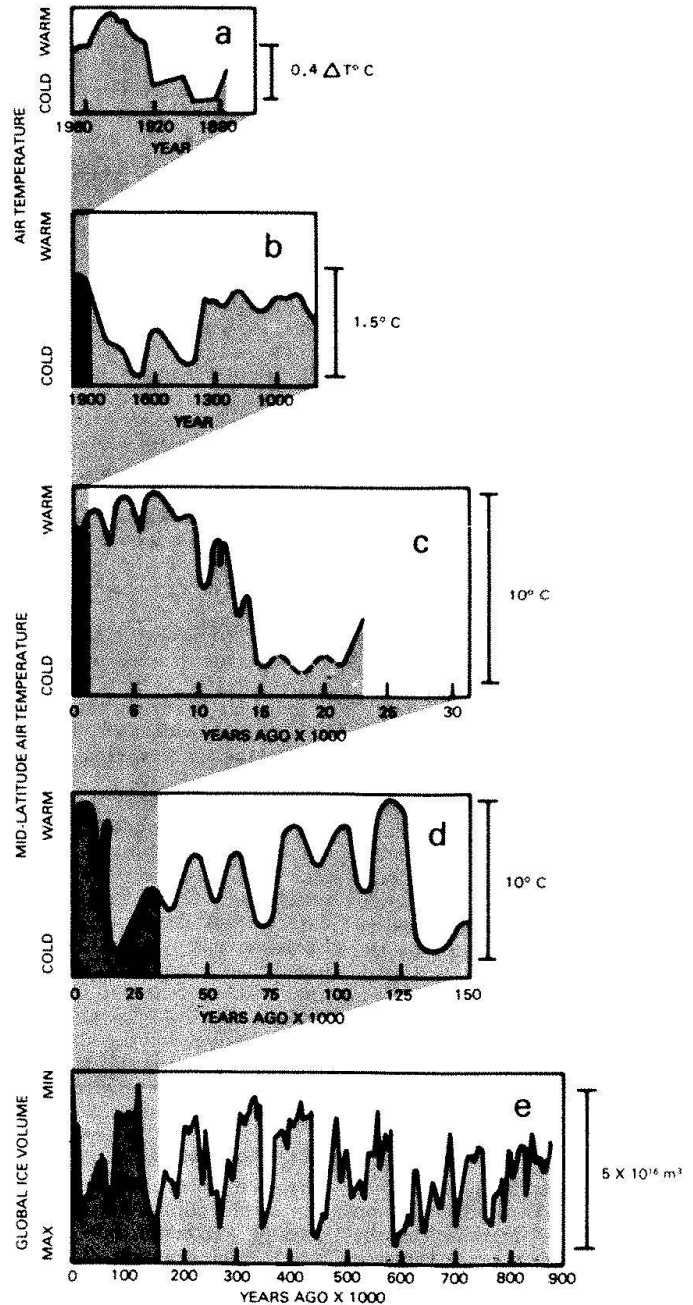 AIR TEMPERATURE
COLD WARM
a
0.4 ΔT° C
1980 1920 1880
YEAR
COLD WARM
b
1.5° C
1900 1600 1300 1000
YEAR
MID-LATITUDE AIR TEMPERATURE
COLD WARM
c
10° C
0 5 10 15 20 25 30
YEARS AGO X 1000
COLD WARM
d
10° C
0 25 50 75 100 125 150
YEARS AGO X 1000
GLOBAL ICE VOLUME
MAX MIN
e
5 X 10¹⁶ m³
0 100 200 300 400 500 600 700 800 900
YEARS AGO X 1000